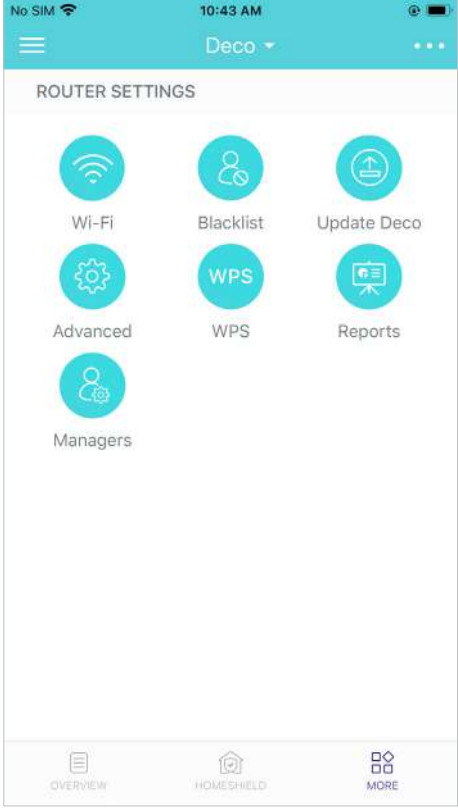 No SIM 10:43 AM
Deco
ROUTER SETTINGS
Wi-Fi Blacklist Update Deco
WPS
Advanced WPS Reports
Managers
OVERVIEW HOMESHIELD MORE